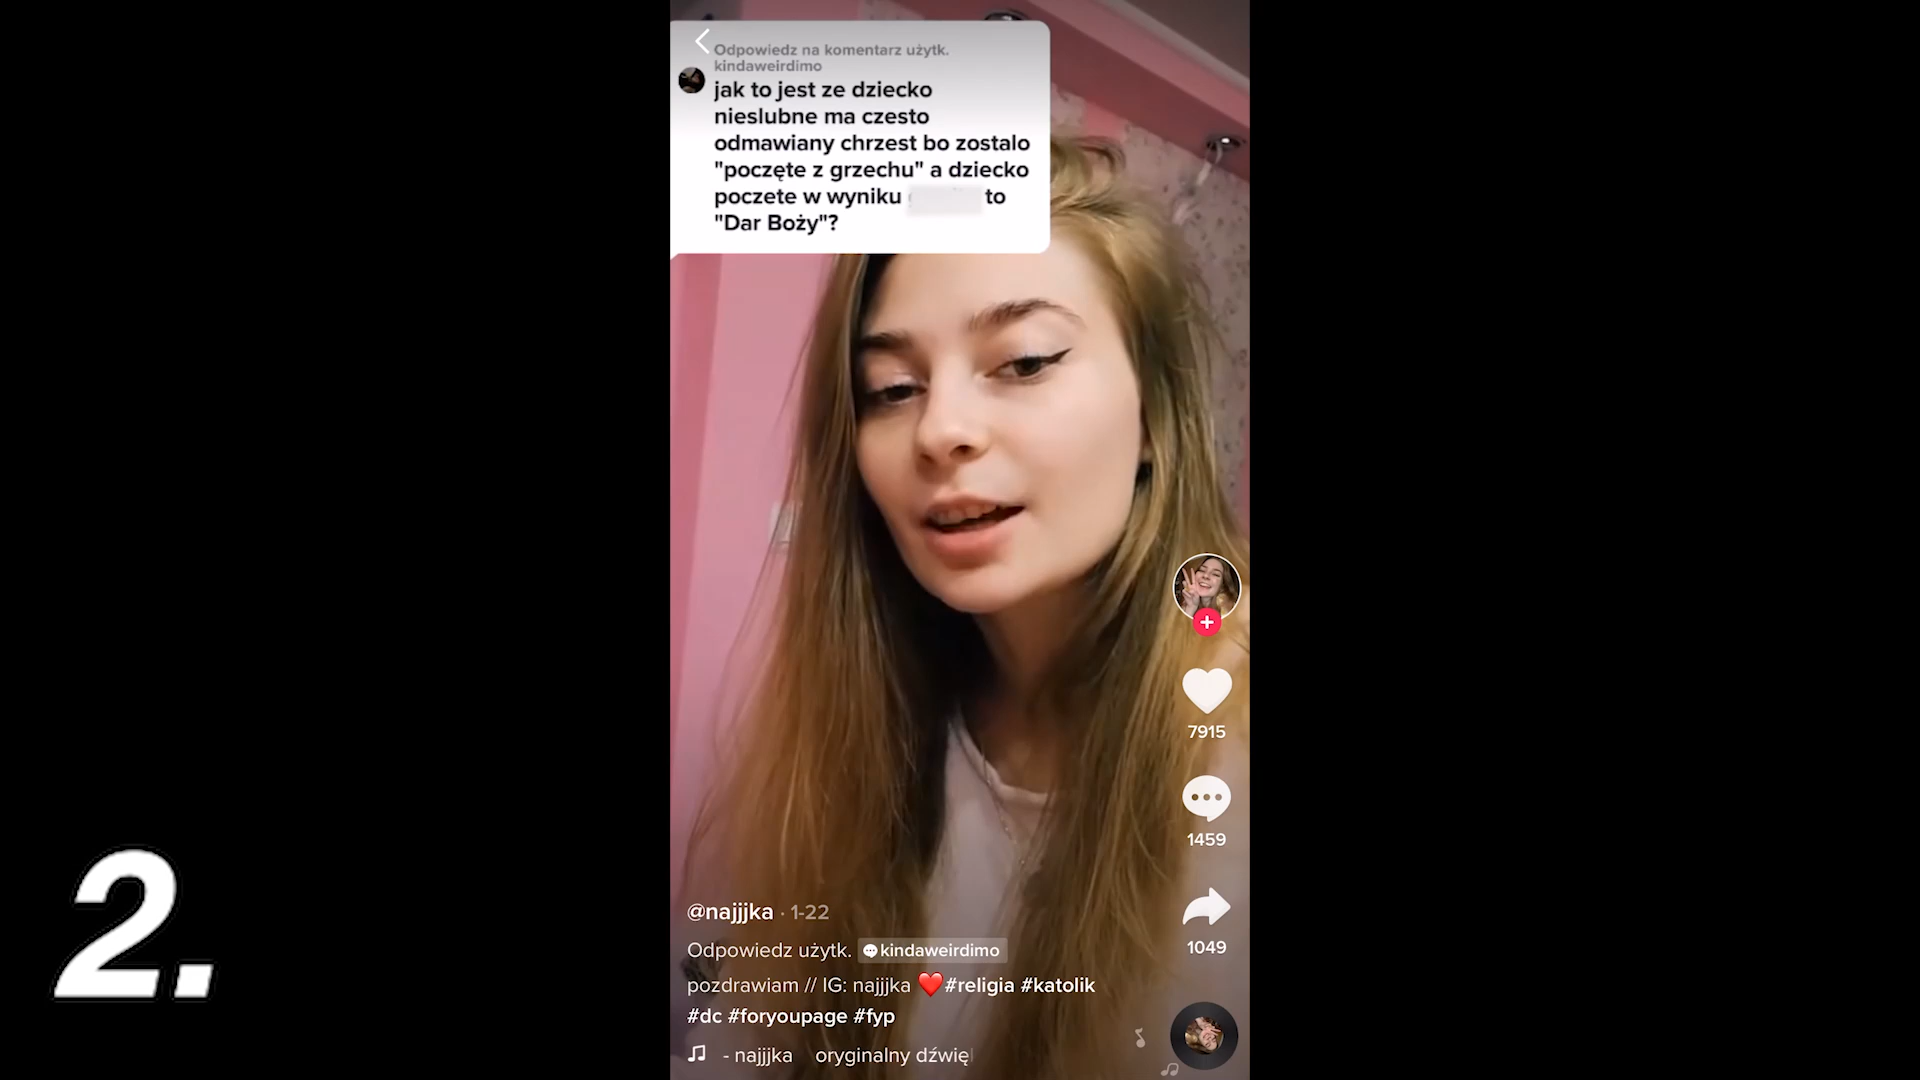 Odpowiedz na komentarz użytk.
kindaweirdimo
jak to jest ze dziecko
nieslubne ma czesto
odmawiany chrzest bo zostalo
"poczęte z grzechu" a dziecko
poczete w wyniku to
"Dar Boży"?
7915
1459
1049
@najjjka · 1-22
Odpowiedz użytk. kindaweirdimo
pozdrawiam // IG: najjjka ❤️#religia #katolik
#dc #foryoupage #fyp
- najjjka oryginalny dźwię
2.